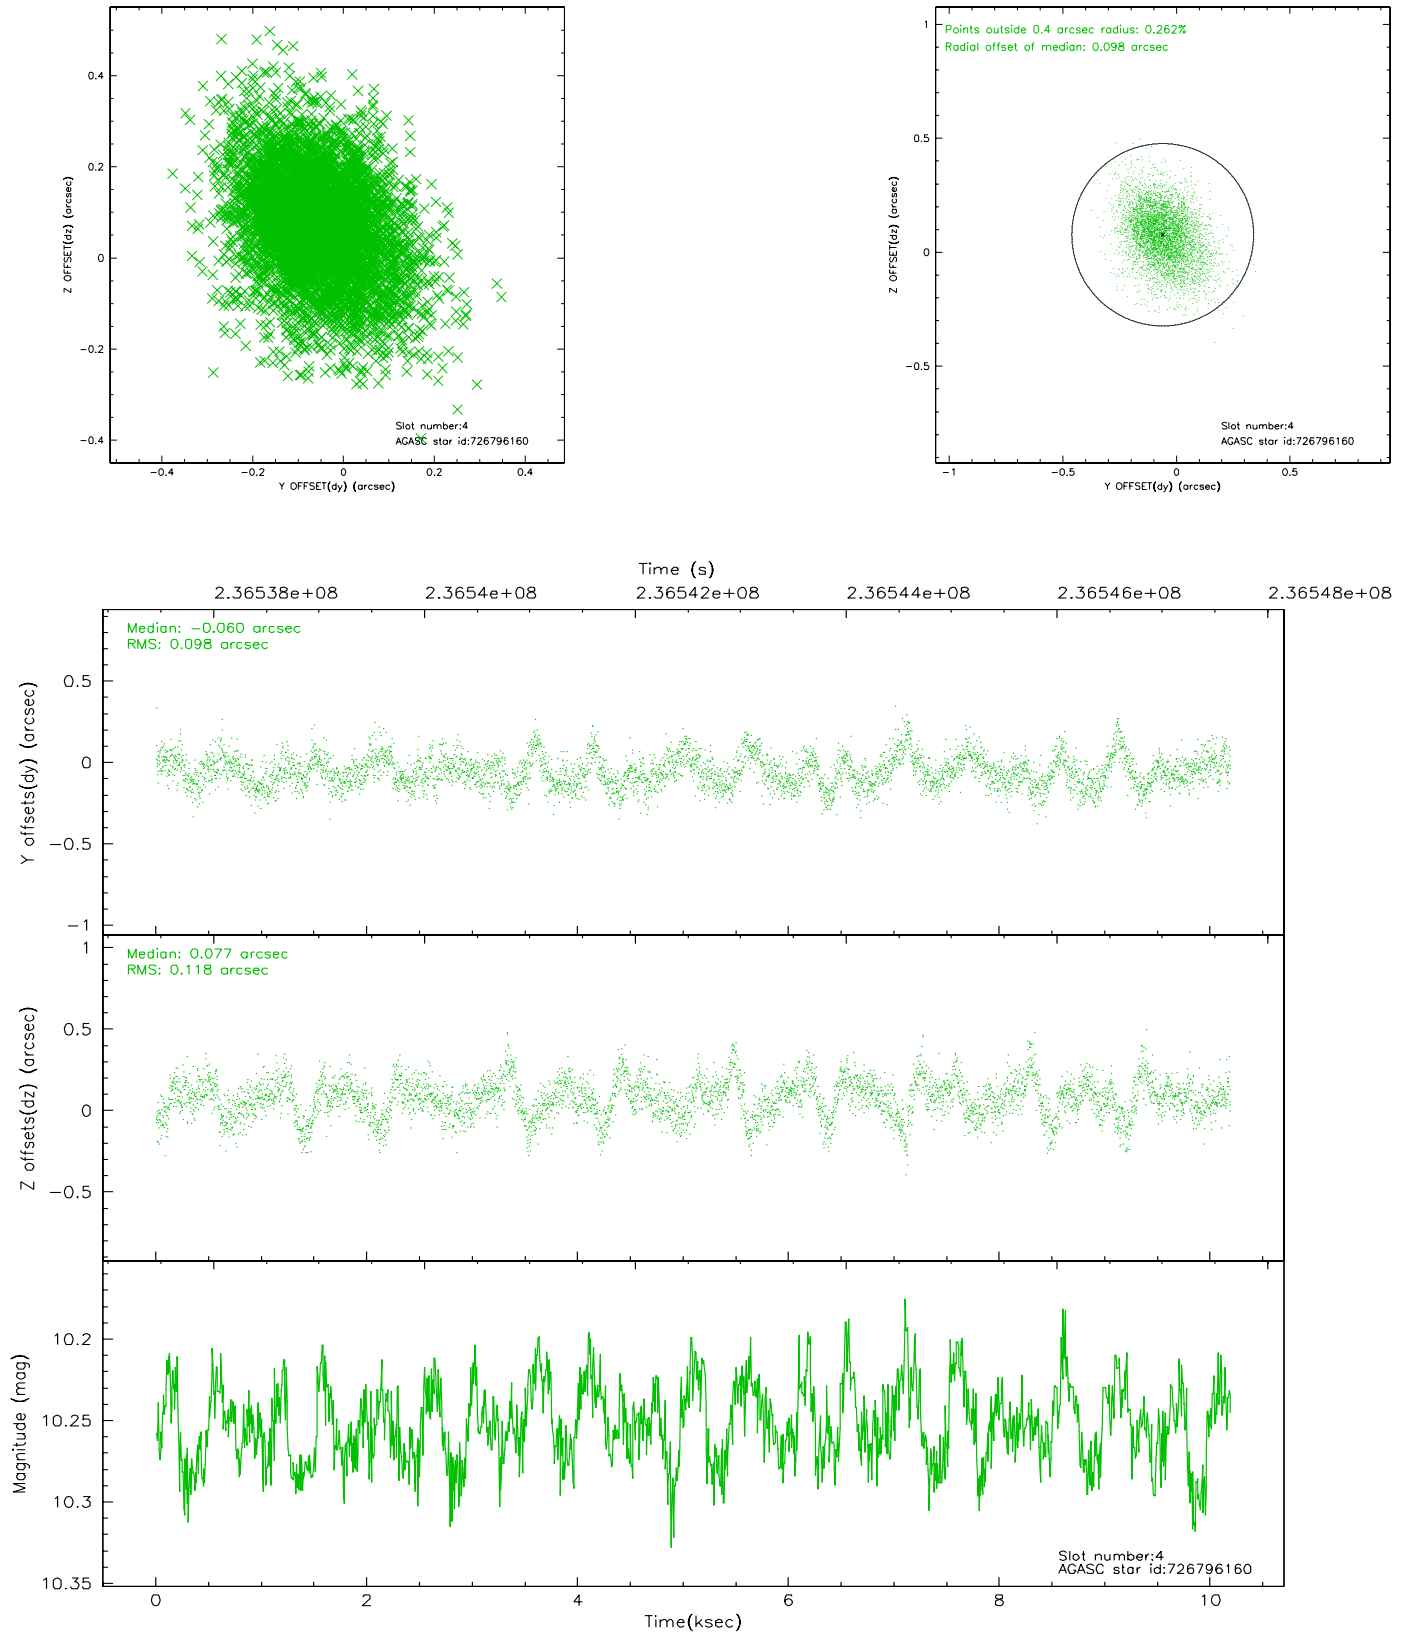 0.4
0.2
0
−0.2
−0.4
Z OFFSET(dz) (arcsec)
Slot number:4
AGASC star id:726796160
−0.4
−0.2
0
0.2
0.4
Y OFFSET(dy) (arcsec)
Points outside 0.4 arcsec radius: 0.262%
Radial offset of median: 0.098 arcsec
1
0.5
0
−0.5
Z OFFSET(dz) (arcsec)
Slot number:4
AGASC star id:726796160
−1
−0.5
0
0.5
Y OFFSET(dy) (arcsec)
Time (s)
2.36538e+08
2.3654e+08
2.36542e+08
2.36544e+08
2.36546e+08
2.36548e+08
Median: −0.060 arcsec
RMS: 0.098 arcsec
0.5
0
−0.5
−1
Y offsets(dy) (arcsec)
Median: 0.077 arcsec
RMS: 0.118 arcsec
1
0.5
0
−0.5
Z offsets(dz) (arcsec)
10.2
10.25
10.3
10.35
Magnitude (mag)
Slot number:4
AGASC star id:726796160
0
2
4
6
8
10
Time(ksec)